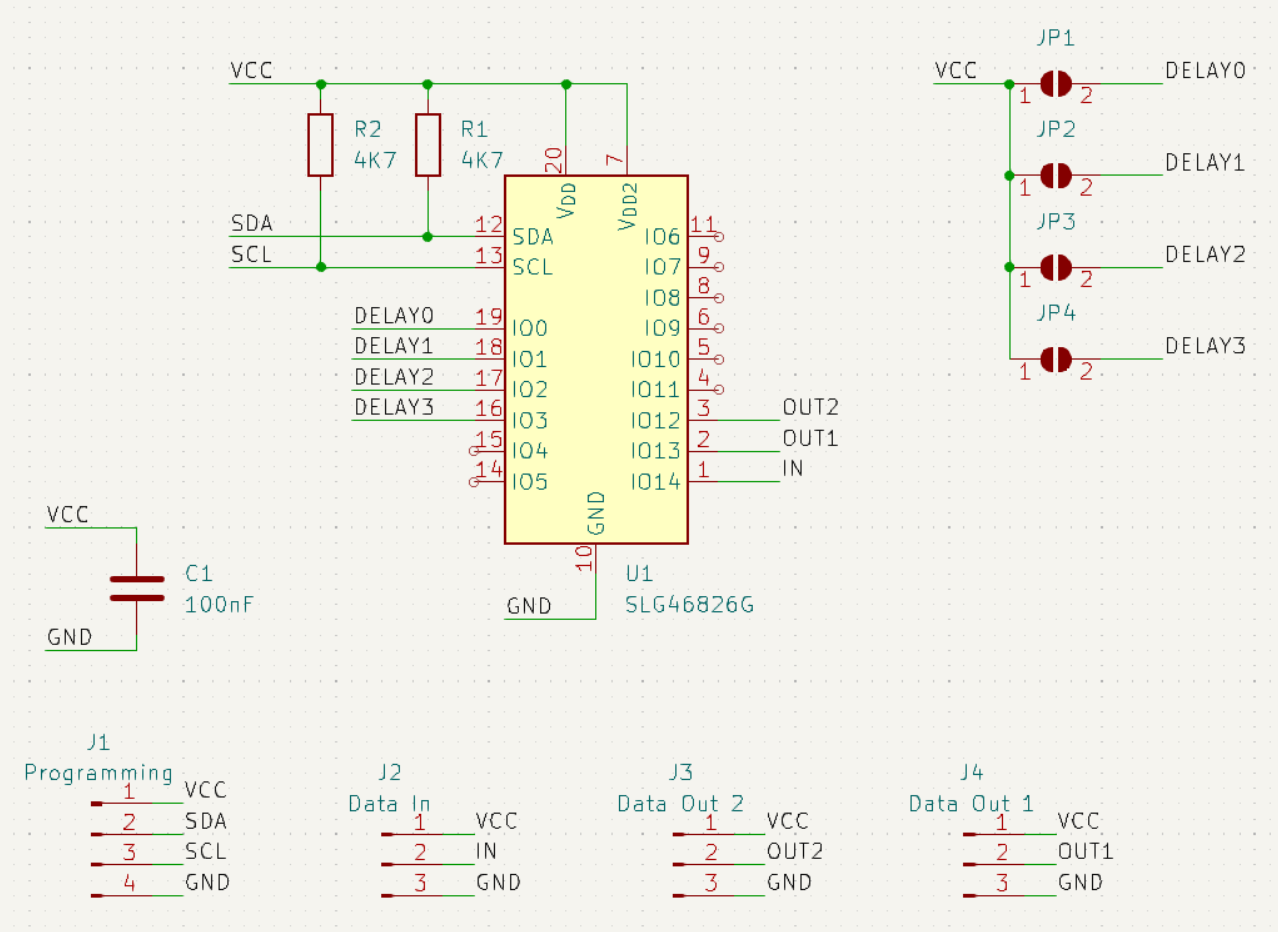 JP1
VCC
VCC
DELAY0
1
2
R2
4K7
R1
4K7
JP2
20
7
DELAY1
1
2
VDD
VDD2
SDA
12
SDA
11
IO6
JP3
SCL
13
SCL
9
IO7
DELAY2
1
2
8
IO8
DELAY0
19
IO0
6
IO9
JP4
DELAY1
18
IO1
5
IO10
DELAY3
1
2
DELAY2
17
IO2
4
IO11
DELAY3
16
IO3
3
IO12
OUT2
15
IO4
2
IO13
OUT1
14
IO5
1
IO14
IN
GND
10
VCC
C1
100nF
GND
U1
SLG46826G
GND
J1
Programming
1
VCC
2
SDA
3
SCL
4
GND
J2
Data In
1
VCC
2
IN
3
GND
J3
Data Out 2
1
VCC
2
OUT2
3
GND
J4
Data Out 1
1
VCC
2
OUT1
3
GND